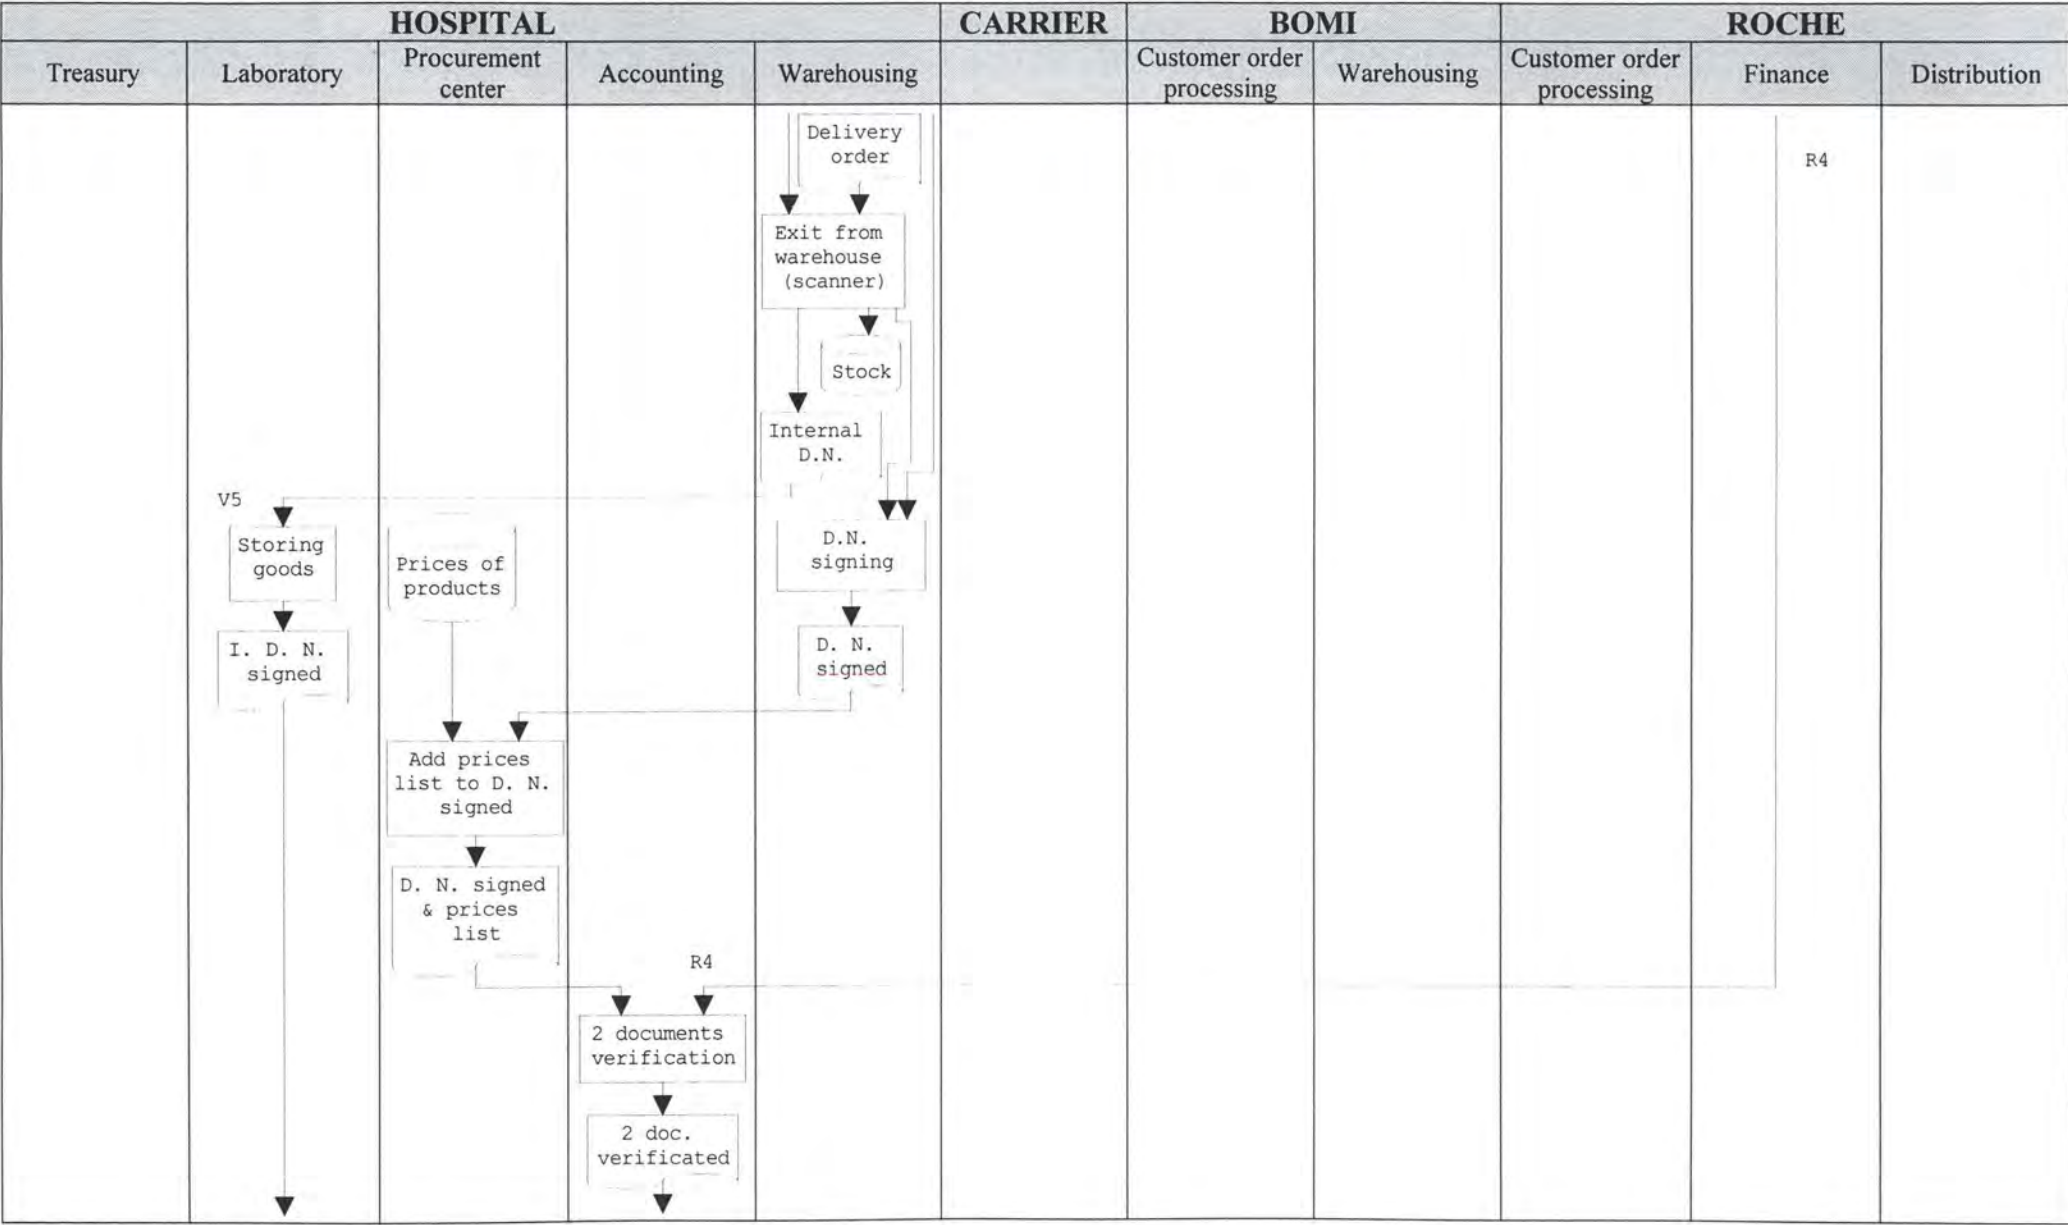 HOSPITAL
CARRIER
BOMI
ROCHE
Treasury
Laboratory
Procurement
center
Accounting
Warehousing
Customer order
processing
Warehousing
Customer order
processing
Finance
Distribution
Delivery
order
R4
Exit from
warehouse
(scanner)
Stock
Internal
D.N.
V5
Storing
goods
Prices of
products
D.N.
signing
I. D. N.
signed
D. N.
signed
Add prices
list to D. N.
signed
D. N. signed
& prices
list
R4
2 documents
verification
2 doc.
verificated